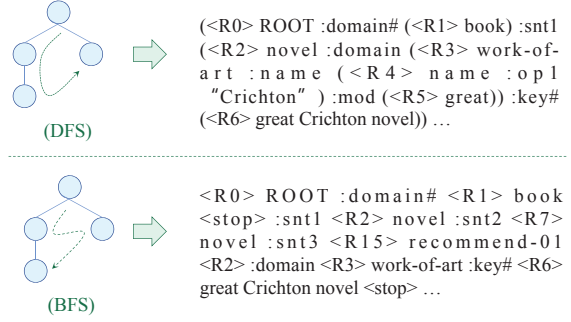 (<R0> ROOT :domain# (<R1> book) :snt1
(<R2> novel :domain (<R3> work-of-
art :name (<R4> name :op1
“Crichton” ) :mod (<R5> great)) :key#
(<R6> great Crichton novel)) …
(DFS)
<R0> ROOT :domain# <R1> book
<stop> :snt1 <R2> novel :snt2 <R7>
novel :snt3 <R15> recommend-01
<R2> :domain <R3> work-of-art :key# <R6>
great Crichton novel <stop> …
(BFS)